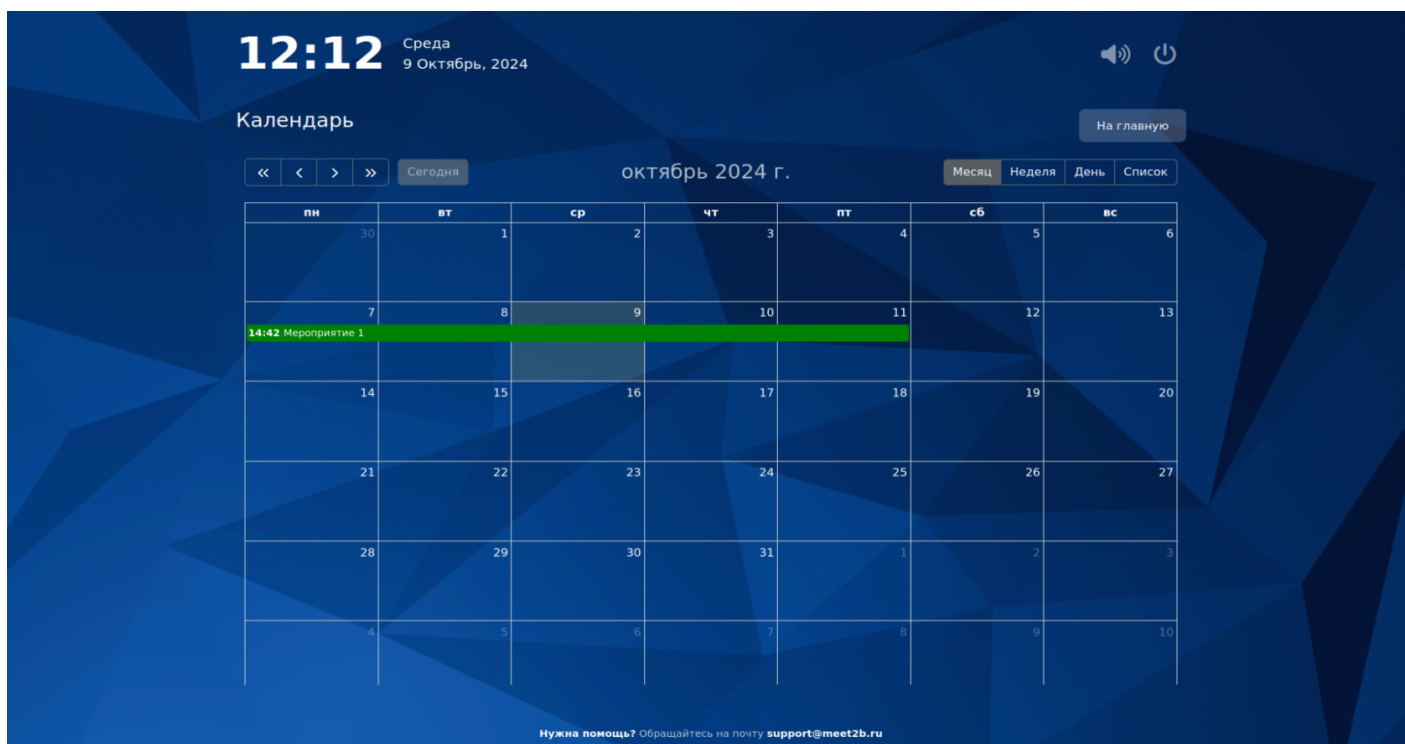 12:12
Среда
9 Октябрь, 2024
Календарь
На главную
« ‹ › » Сегодня октябрь 2024 г. Месяц Неделя День Список
пн вт ср чт пт сб вс
30 1 2 3 4 5 6
7 8 9 10 11 12 13
14:42 Мероприятие 1
14 15 16 17 18 19 20
21 22 23 24 25 26 27
28 29 30 31 1 2 3
4 5 6 7 8 9 10
Нужна помощь? Обращайтесь на почту support@meet2b.ru